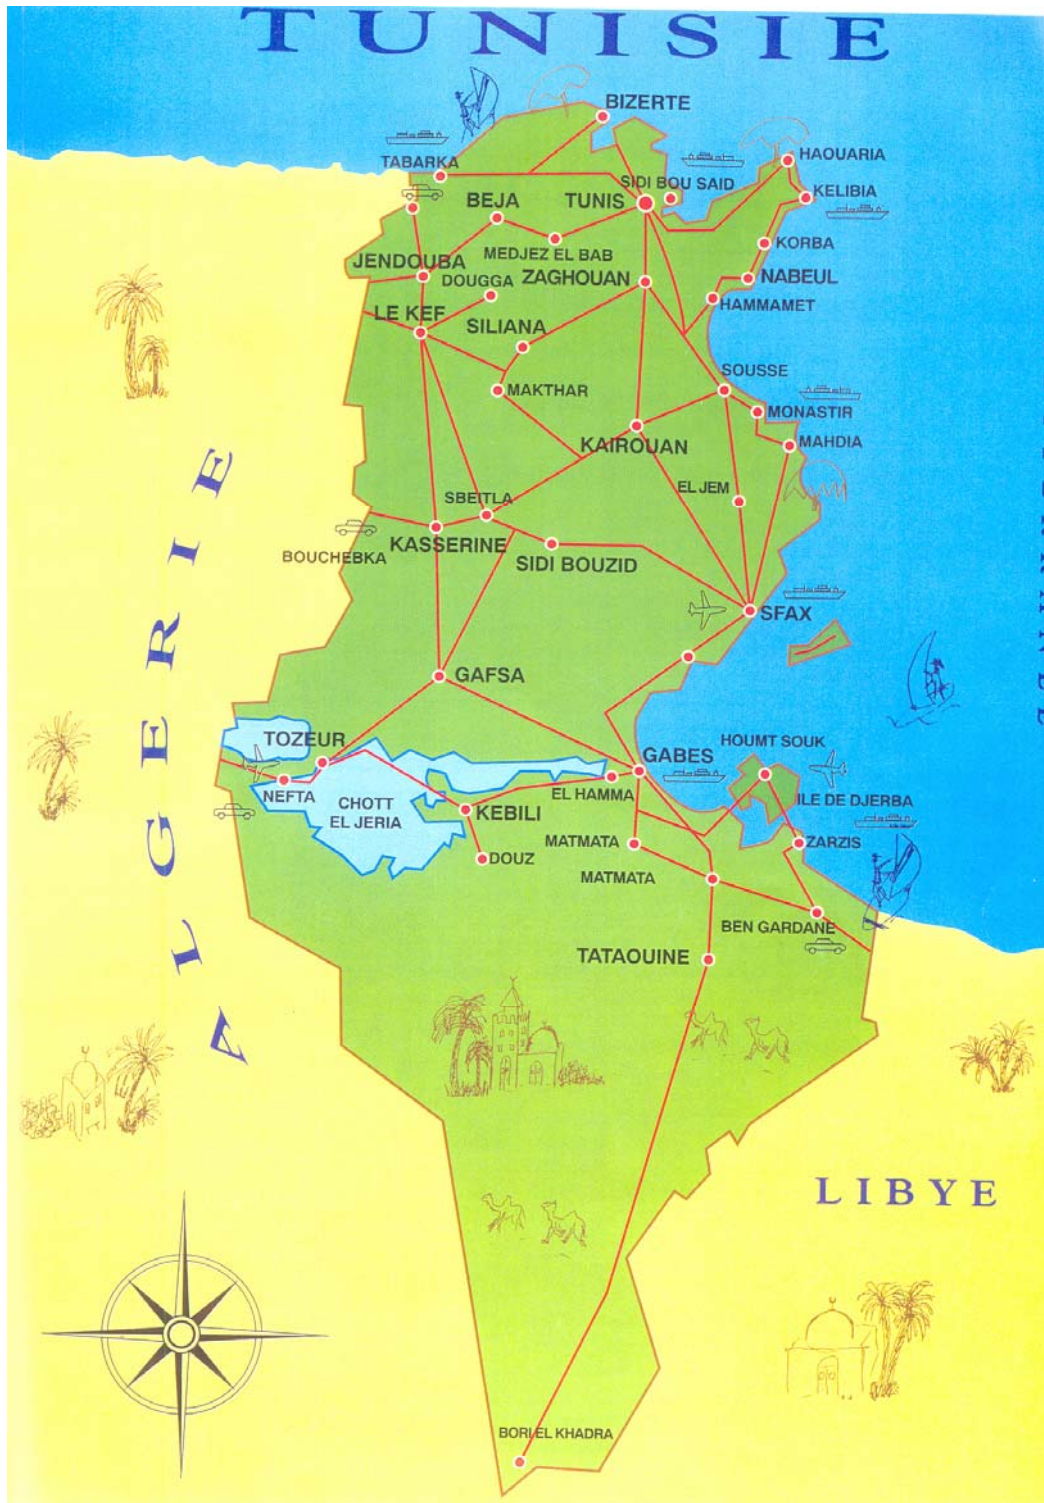 TUNISIE
BIZERTE
TABARKA
HAOUARIA
SIDI BOU SAID
KELIBIA
BEJA
TUNIS
KORBA
MEDJEZ EL BAB
JENDOUBA
DOUGGA
ZAGHOUAN
NABEUL
HAMMAMET
LE KEF
SILIANA
SOUSSE
MAKTHAR
MONASTIR
KAIROUAN
MAHDIA
EL JEM
SBEITLA
KASSERINE
BOUCHEBKA
SIDI BOUZID
SFAX
ALGERIE
GAFSA
TOZEUR
HOUMT SOUK
GABES
NEFTA
EL HAMMA
CHOTT
EL JERIA
ILE DE DJERBA
KEBILI
MATMATA
ZARZIS
DOUZ
MATMATA
BEN GARDANE
TATAOUINE
LIBYE
BORJ EL KHADRA